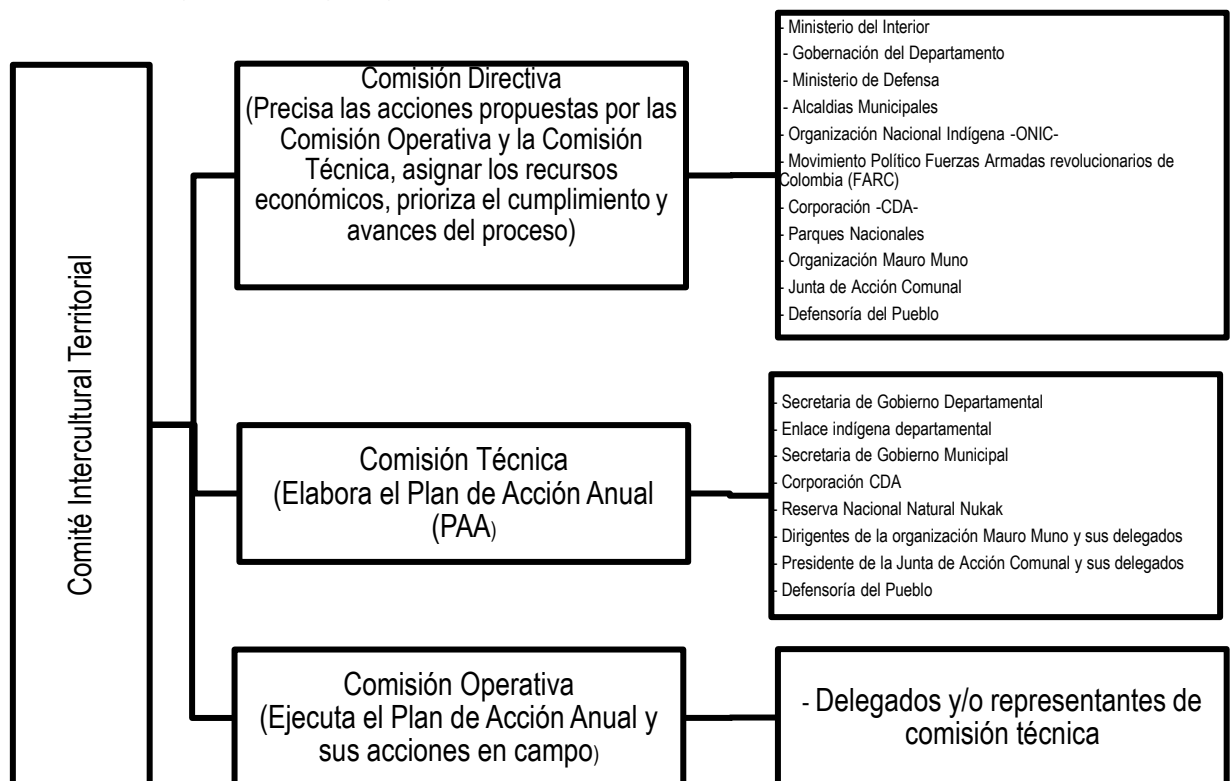 Comité Intercultural Territorial
Comisión Directiva
(Precisa las acciones propuestas por las
Comisión Operativa y la Comisión
Técnica, asignar los recursos
económicos, prioriza el cumplimiento y
avances del proceso)
- Ministerio del Interior
- Gobernación del Departamento
- Ministerio de Defensa
- Alcaldias Municipales
- Organización Nacional Indígena -ONIC-
- Movimiento Político Fuerzas Armadas revolucionarios de
Colombia (FARC)
- Corporación -CDA-
- Parques Nacionales
- Organización Mauro Muno
- Junta de Acción Comunal
- Defensoría del Pueblo
Comisión Técnica
(Elabora el Plan de Acción Anual
(PAA)
- Secretaria de Gobierno Departamental
- Enlace indígena departamental
- Secretaria de Gobierno Municipal
- Corporación CDA
- Reserva Nacional Natural Nukak
- Dirigentes de la organización Mauro Muno y sus delegados
- Presidente de la Junta de Acción Comunal y sus delegados
- Defensoría del Pueblo
Comisión Operativa
(Ejecuta el Plan de Acción Anual y
sus acciones en campo)
- Delegados y/o representantes de
comisión técnica